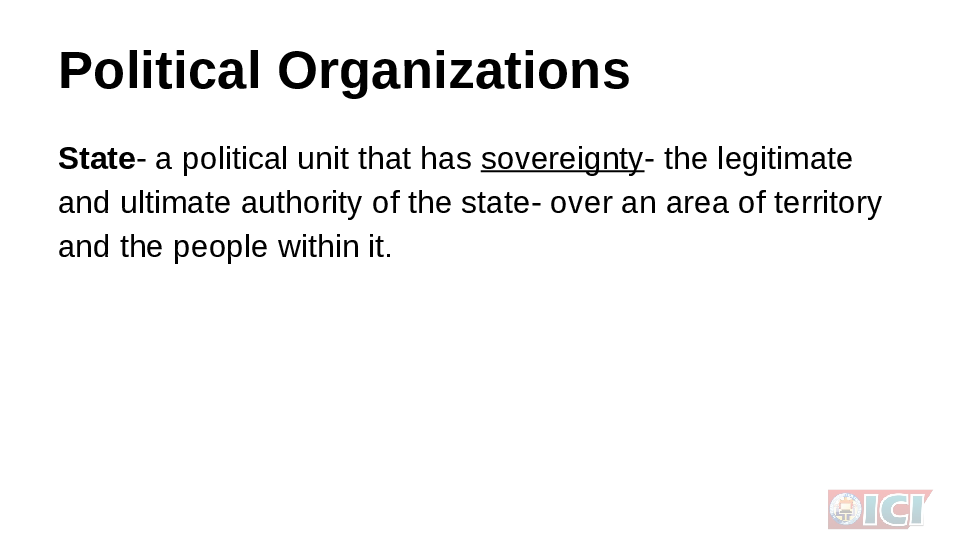 Political Organizations
State- a political unit that has sovereignty- the legitimate
and ultimate authority of the state- over an area of territory
and the people within it.
ICI